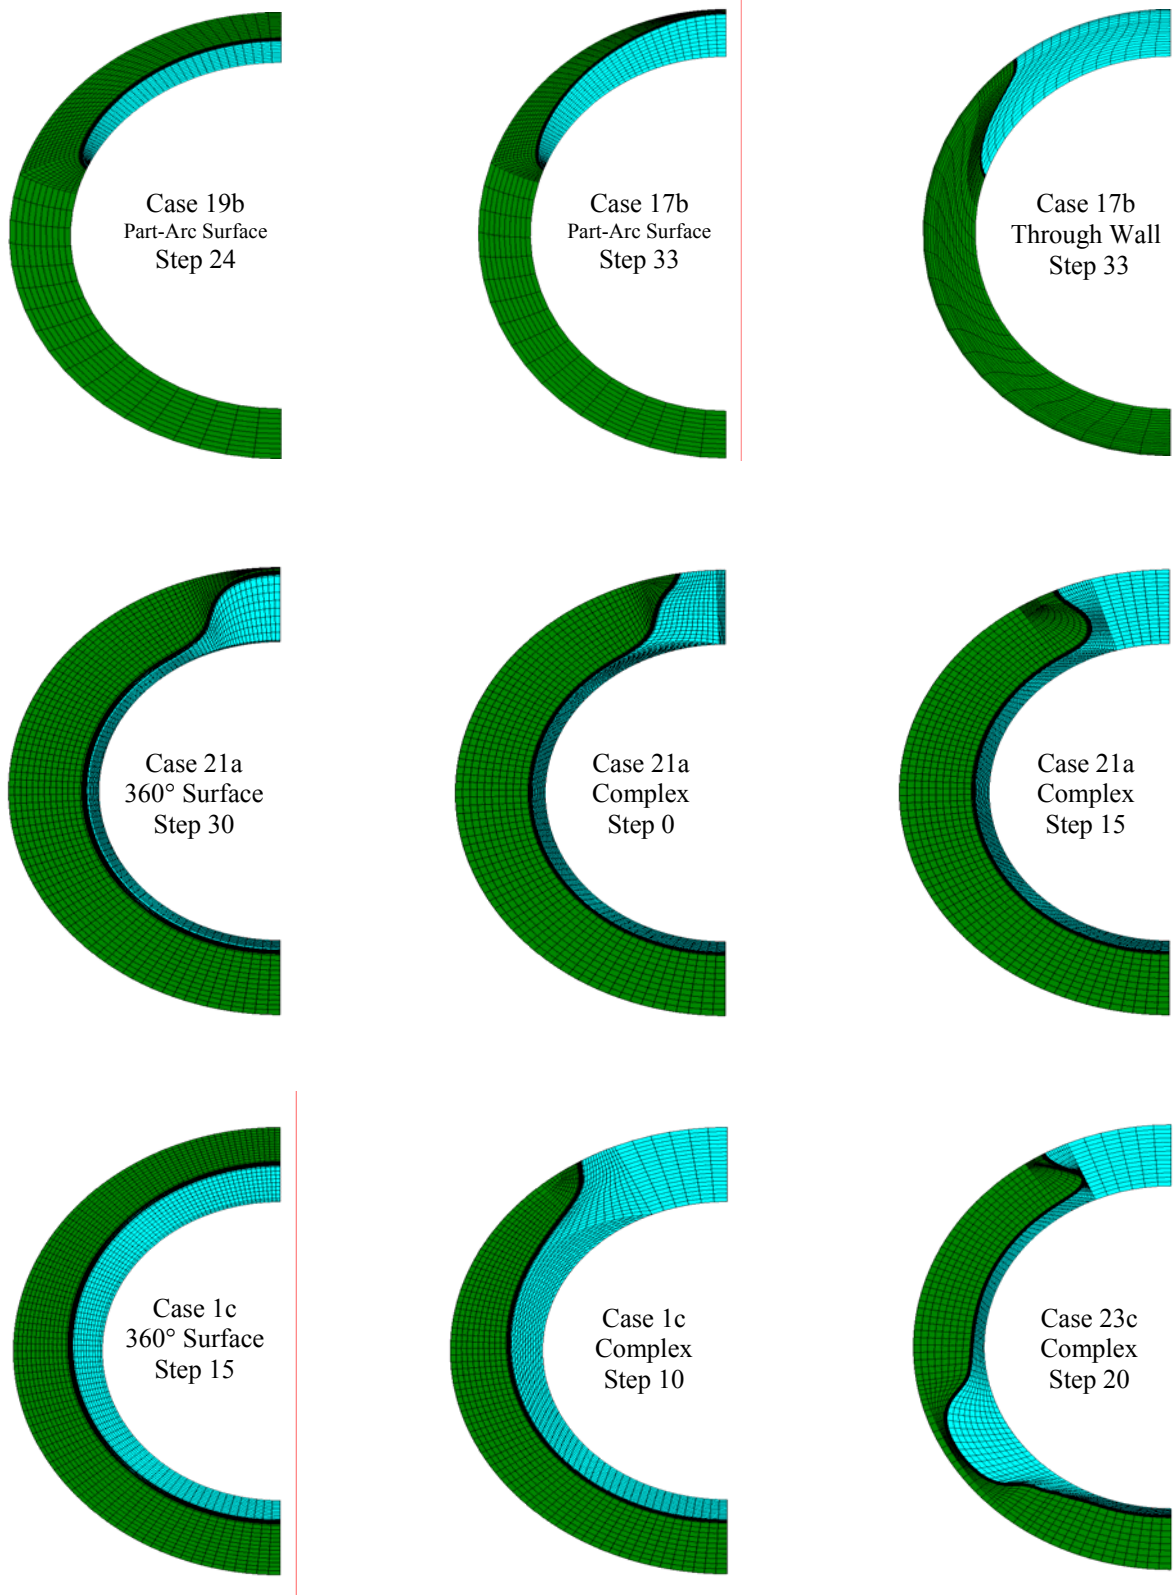 Case 19b
Part-Arc Surface
Step 24
Case 17b
Part-Arc Surface
Step 33
Case 17b
Through Wall
Step 33
Case 21a
360° Surface
Step 30
Case 21a
Complex
Step 0
Case 21a
Complex
Step 15
Case 1c
360° Surface
Step 15
Case 1c
Complex
Step 10
Case 23c
Complex
Step 20